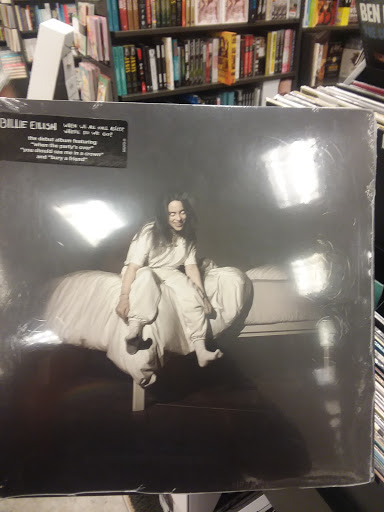 BILLIE EILISH WHEN WE ALL FALL ASLEEP, WHERE DO WE GO?
the debut album featuring
"when the party's over"
"you should see me in a crown"
and "bury a friend"
BEN